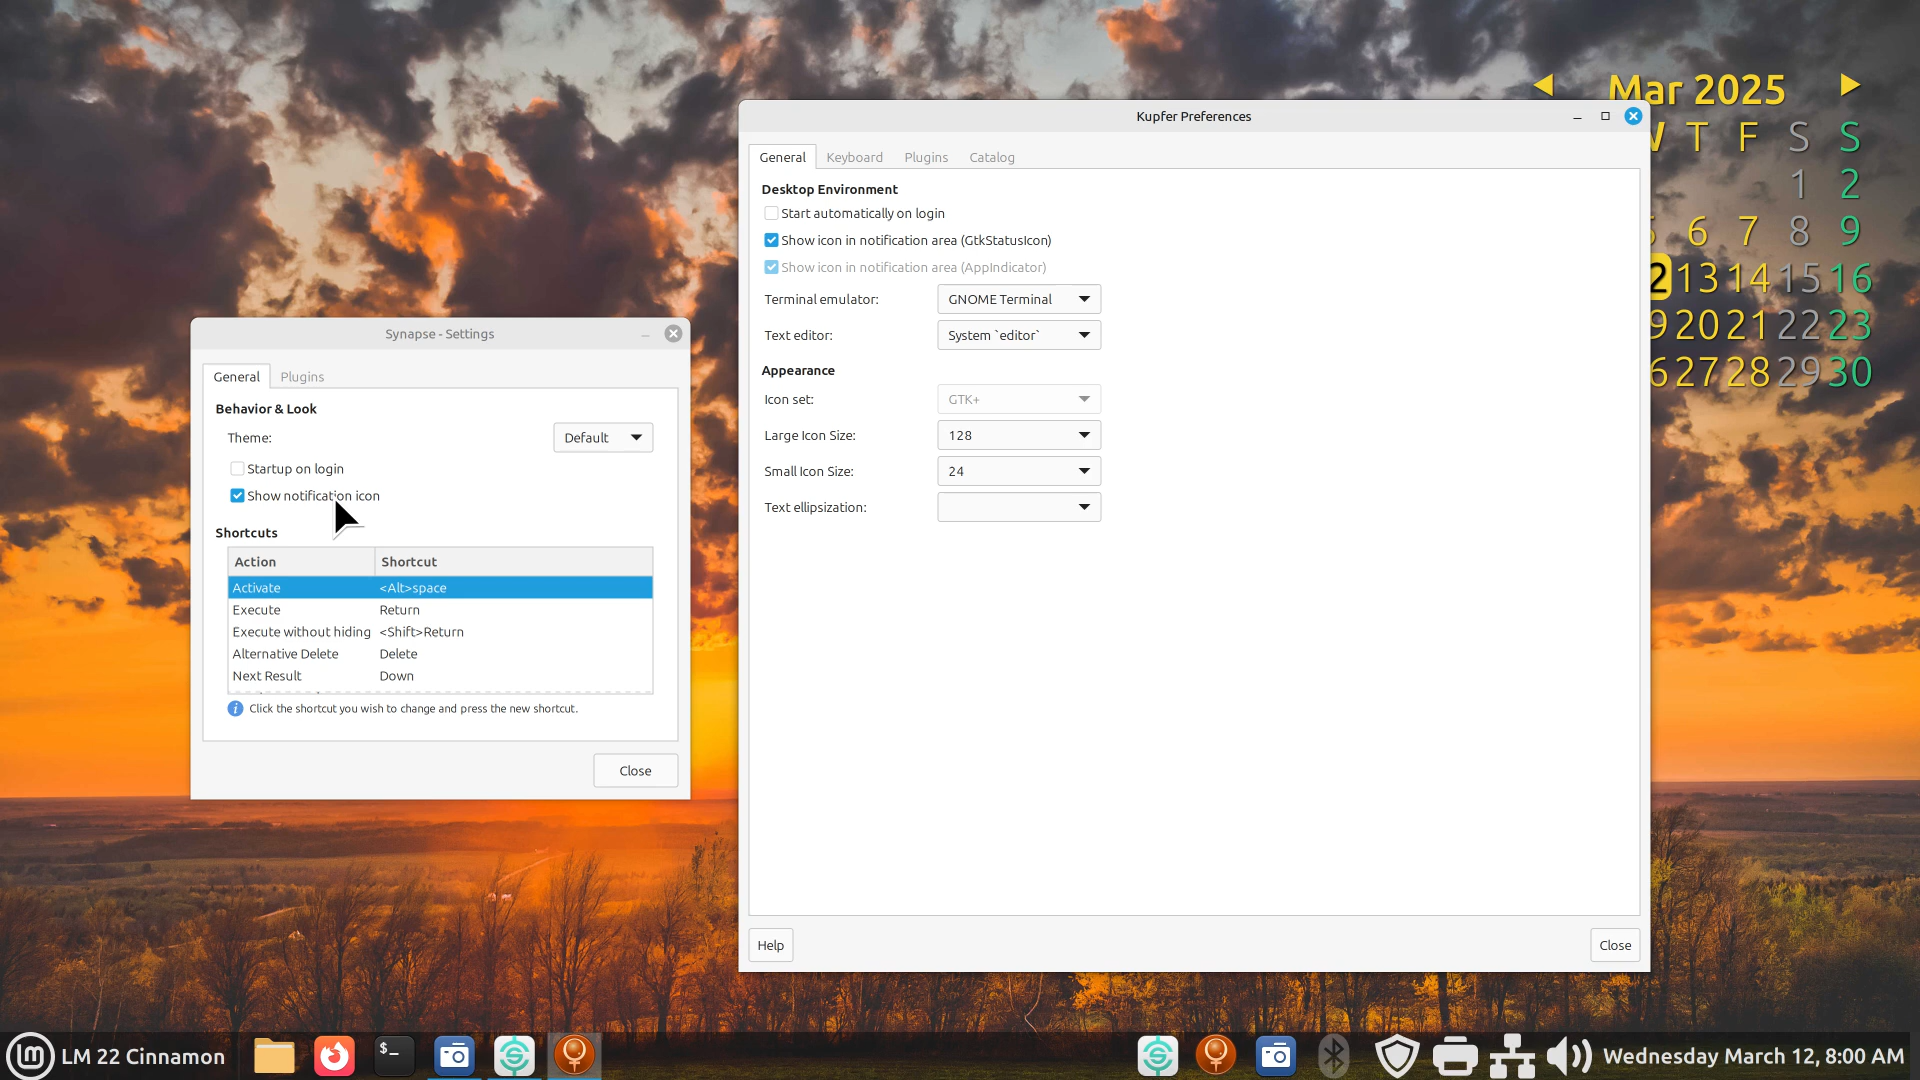 Mar 2025
T F S S
1 2
6 7 8 9
13 14 15 16
20 21 22 23
27 28 29 30
Kupfer Preferences
General Keyboard Plugins Catalog
Desktop Environment
Start automatically on login
Show icon in notification area (GtkStatusIcon)
Show icon in notification area (AppIndicator)
Terminal emulator: GNOME Terminal
Text editor: System `editor`
Appearance
Icon set: GTK+
Large Icon Size: 128
Small Icon Size: 24
Text ellipsization:
Help Close
Synapse - Settings
General Plugins
Behavior & Look
Theme: Default
Startup on login
Show notification icon
Shortcuts
Action Shortcut
Activate <Alt>space
Execute Return
Execute without hiding <Shift>Return
Alternative Delete Delete
Next Result Down
Click the shortcut you wish to change and press the new shortcut.
Close
LM 22 Cinnamon
Wednesday March 12, 8:00 AM